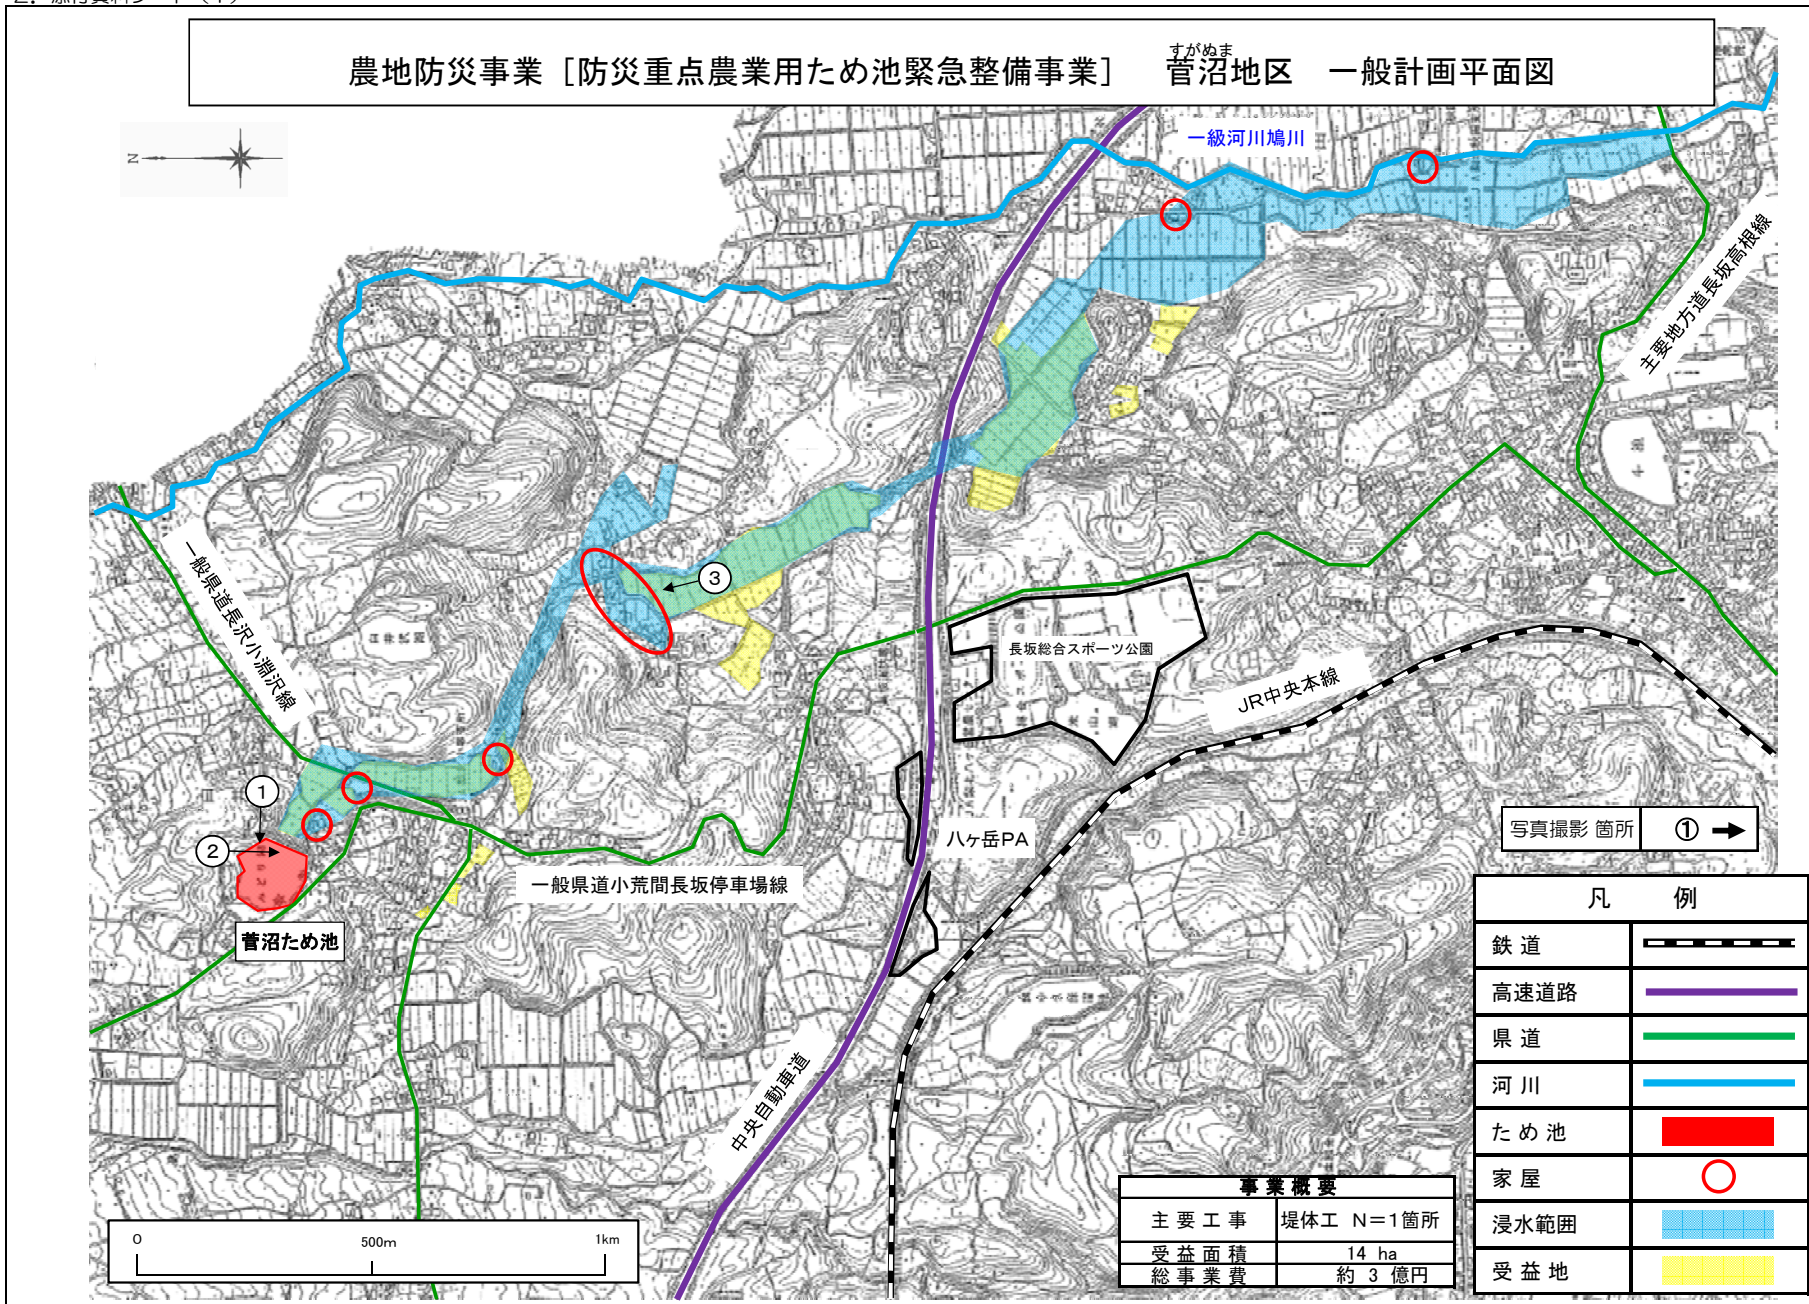 2．添付資料シート（1）
農地防災事業［防災重点農業用ため池緊急整備事業］　菅沼地区　一般計画平面図
すがぬま
N
一級河川鳩川
主要地方道長坂高根線
一般県道長沢小淵沢線
③
長坂総合スポーツ公園
JR中央本線
①
②
八ヶ岳PA
一般県道小荒間長坂停車場線
菅沼ため池
中央自動車道
写真撮影 箇所 ①
凡 例
鉄 道
高速道路
県 道
河 川
た め 池
家 屋
浸水範囲
受 益 地
事 業 概 要
主 要 工 事 堤体工 N＝1箇所
受 益 面 積 14 ha
総 事 業 費 約 3 億円
0 500m 1km